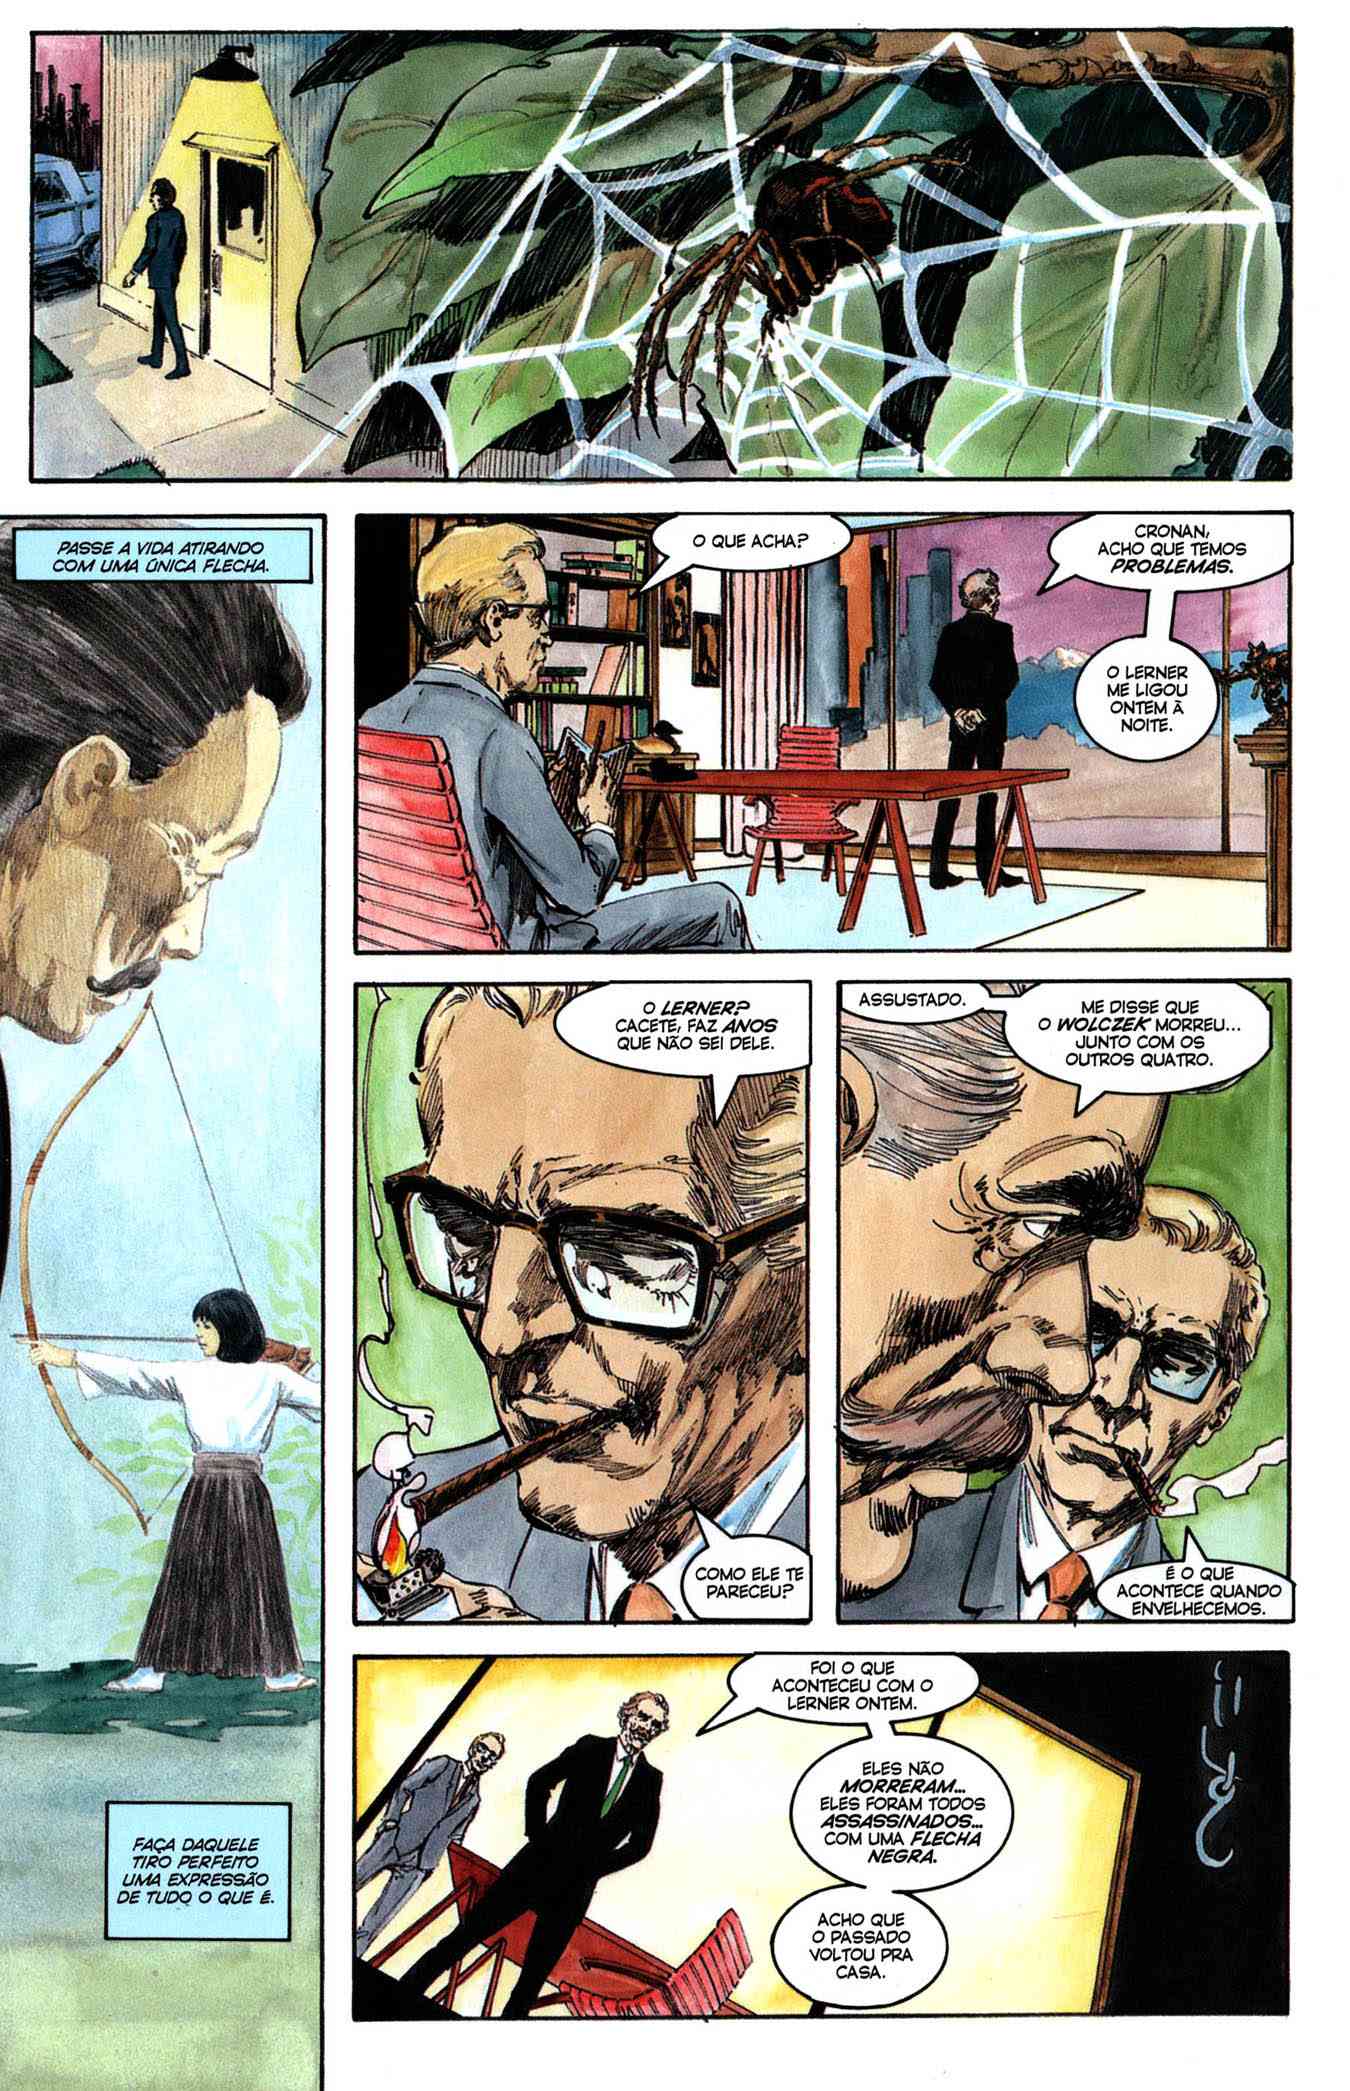 PASSE A VIDA ATIRANDO
COM UMA ÚNICA FLECHA.
O QUE ACHA?
CRONAN,
ACHO QUE TEMOS
PROBLEMAS.
O LERNER
ME LIGOU
ONTEM À
NOITE.
O LERNER?
CACETE, FAZ ANOS
QUE NÃO SEI DELE.
COMO ELE TE
PARECEU?
ASSUSTADO.
ME DISSE QUE
O WOLCZEK MORREU...
JUNTO COM OS
OUTROS QUATRO.
É O QUE
ACONTECE QUANDO
ENVELHECEMOS.
FAÇA DAQUELE
TIRO PERFEITO
UMA EXPRESSÃO
DE TUDO O QUE É.
FOI O QUE
ACONTECEU COM O
LERNER ONTEM.
ELES NÃO
MORRERAM...
ELES FORAM TODOS
ASSASSINADOS...
COM UMA FLECHA
NEGRA.
ACHO QUE
O PASSADO
VOLTOU PRA
CASA.